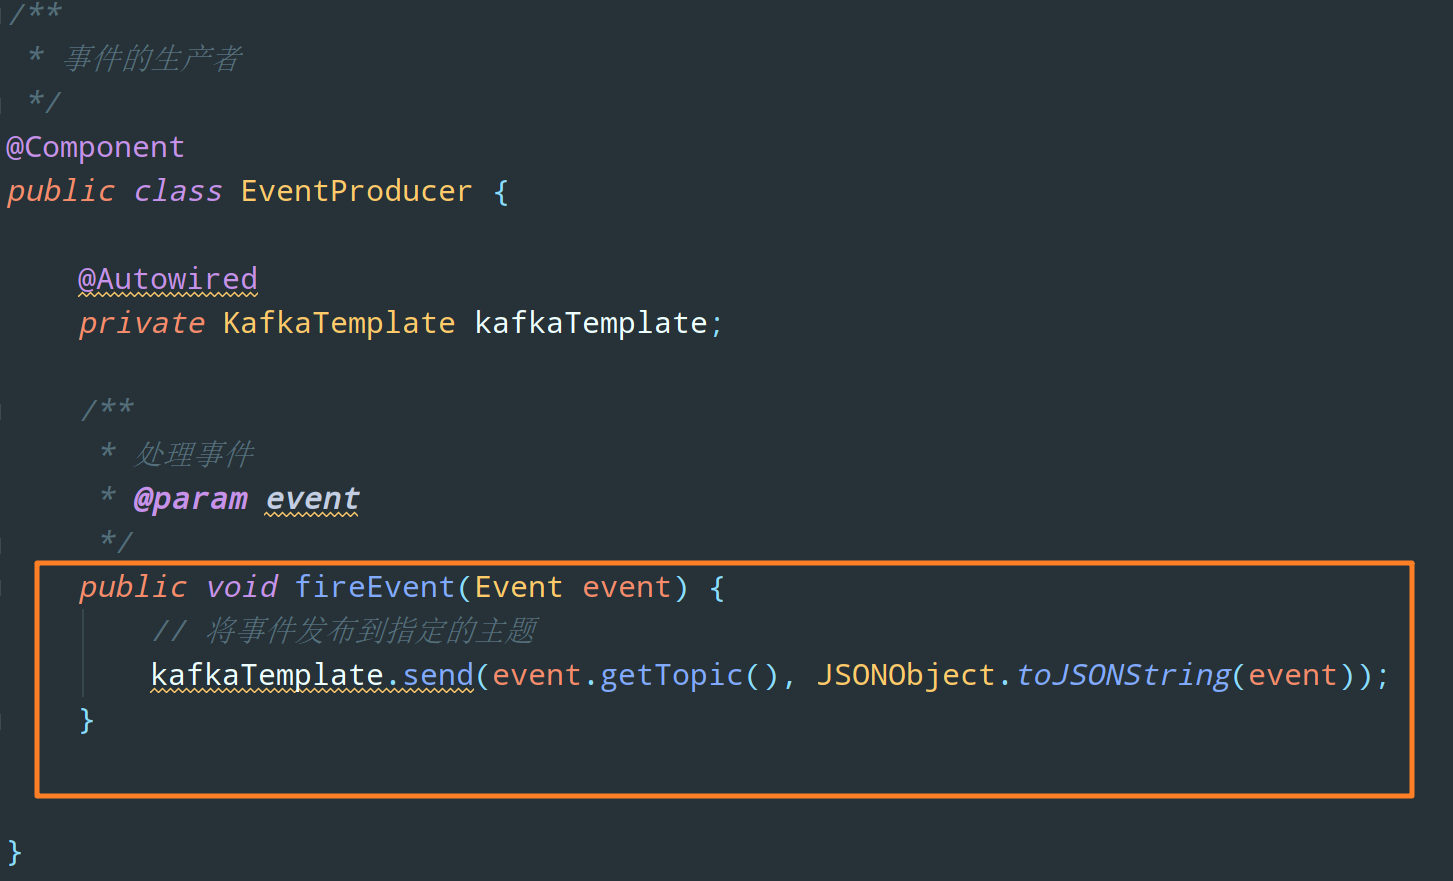 /**
 * 事件的生产者
 */
@Component
public class EventProducer {
    @Autowired
    private KafkaTemplate kafkaTemplate;
    /**
     * 处理事件
     * @param event
     */
    public void fireEvent(Event event) {
        // 将事件发布到指定的主题
        kafkaTemplate.send(event.getTopic(), JSONObject.toJSONString(event));
    }
}